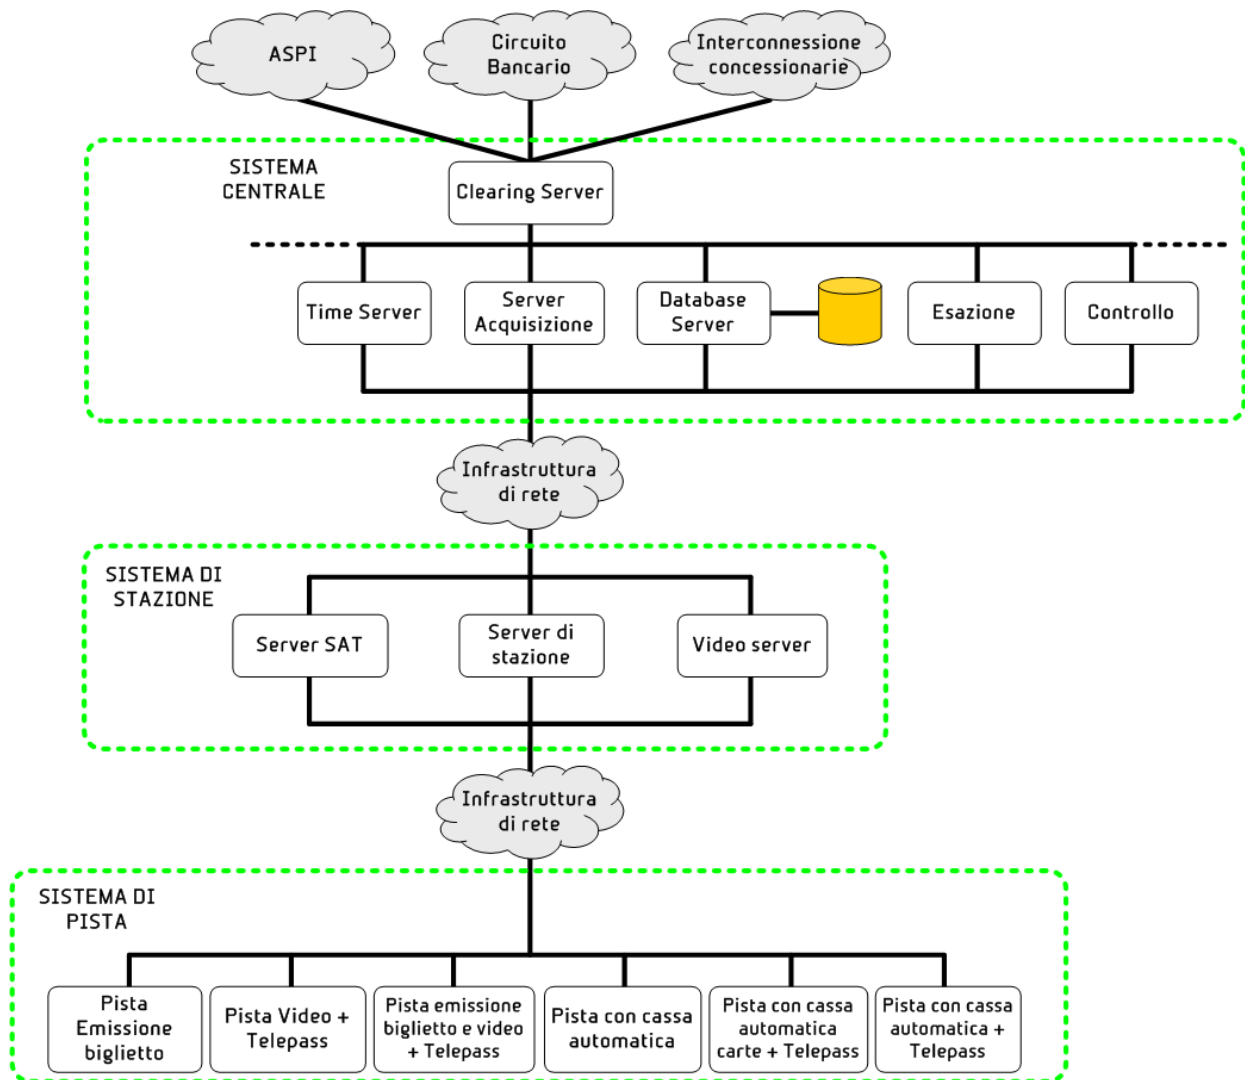 ASPI
Circuito
Bancario
Interconnessione
concessionarie
SISTEMA
CENTRALE
Clearing Server
Time Server
Server
Acquisizione
Database
Server
Esazione
Controllo
Infrastruttura
di rete
SISTEMA DI
STAZIONE
Server SAT
Server di
stazione
Video server
Infrastruttura
di rete
SISTEMA DI
PISTA
Pista
Emissione
biglietto
Pista Video +
Telepass
Pista emissione
biglietto e video
+ Telepass
Pista con cassa
automatica
Pista con cassa
automatica
carte + Telepass
Pista con cassa
automatica +
Telepass